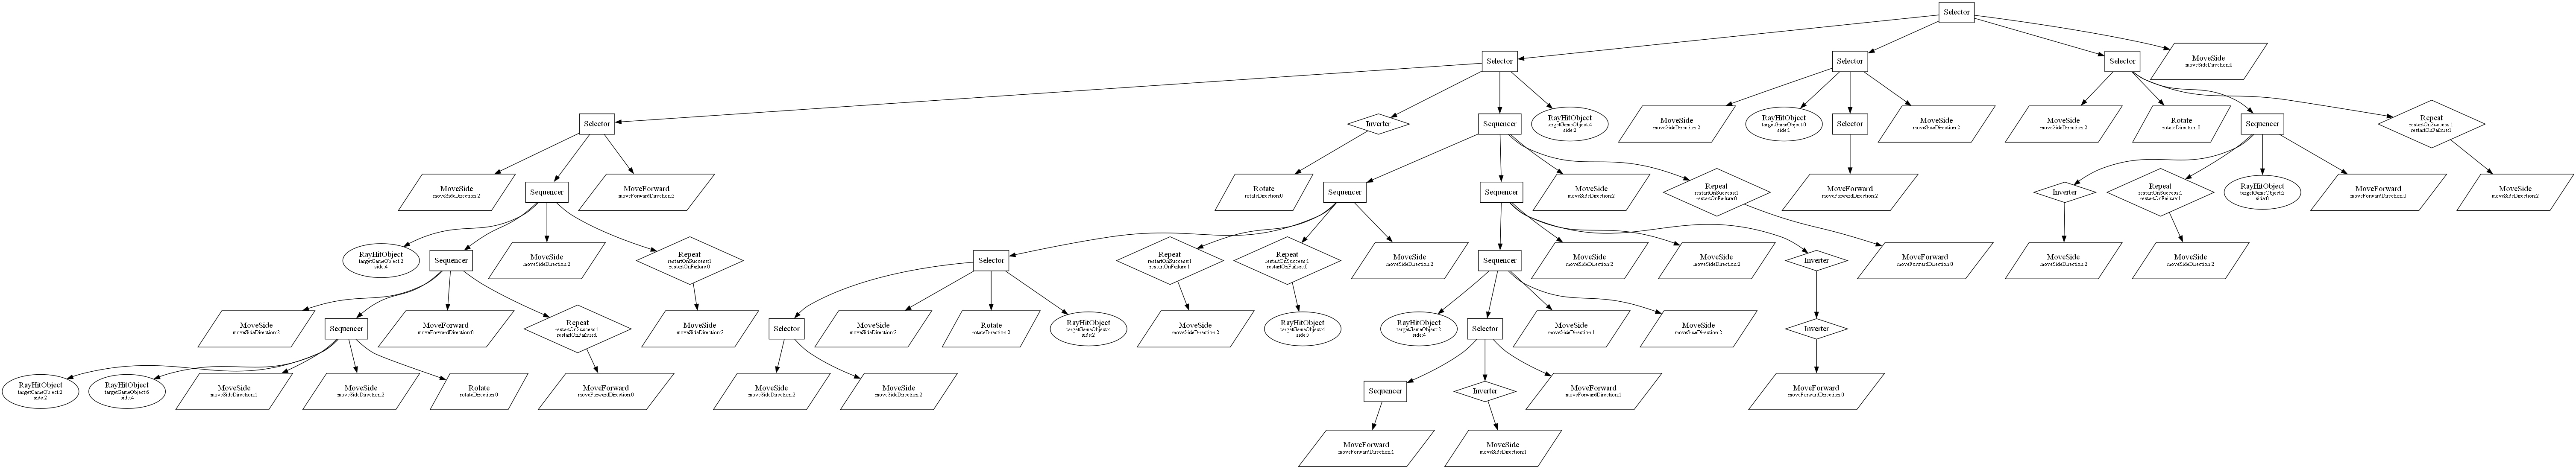 Selector
Selector
Selector
Selector
MoveSide
moveSideDirection:0
Selector
Inverter
Sequencer
RayHitObject
targetGameObject:4
side:2
MoveSide
moveSideDirection:2
RayHitObject
targetGameObject:0
side:1
Selector
MoveSide
moveSideDirection:2
MoveSide
moveSideDirection:2
Rotate
rotateDirection:0
Sequencer
Repeat
restartOnSuccess:1
restartOnFailure:1
MoveSide
moveSideDirection:2
Sequencer
MoveForward
moveForwardDirection:2
Rotate
rotateDirection:0
Sequencer
Sequencer
MoveSide
moveSideDirection:2
Repeat
restartOnSuccess:1
restartOnFailure:0
MoveForward
moveForwardDirection:2
Inverter
Repeat
restartOnSuccess:1
restartOnFailure:1
RayHitObject
targetGameObject:2
side:0
MoveForward
moveForwardDirection:0
MoveSide
moveSideDirection:2
RayHitObject
targetGameObject:2
side:4
Sequencer
MoveSide
moveSideDirection:2
Repeat
restartOnSuccess:1
restartOnFailure:0
Selector
Repeat
restartOnSuccess:1
restartOnFailure:1
Repeat
restartOnSuccess:1
restartOnFailure:0
MoveSide
moveSideDirection:2
Sequencer
MoveSide
moveSideDirection:2
MoveSide
moveSideDirection:2
Inverter
MoveForward
moveForwardDirection:0
MoveSide
moveSideDirection:2
MoveSide
moveSideDirection:2
MoveSide
moveSideDirection:2
Sequencer
MoveForward
moveForwardDirection:0
Repeat
restartOnSuccess:1
restartOnFailure:0
MoveSide
moveSideDirection:2
Selector
MoveSide
moveSideDirection:2
Rotate
rotateDirection:2
RayHitObject
targetGameObject:4
side:2
MoveSide
moveSideDirection:2
RayHitObject
targetGameObject:4
side:3
RayHitObject
targetGameObject:2
side:4
Selector
MoveSide
moveSideDirection:1
MoveSide
moveSideDirection:2
Inverter
RayHitObject
targetGameObject:2
side:2
RayHitObject
targetGameObject:6
side:4
MoveSide
moveSideDirection:1
MoveSide
moveSideDirection:2
Rotate
rotateDirection:0
MoveForward
moveForwardDirection:0
MoveSide
moveSideDirection:2
MoveSide
moveSideDirection:2
Sequencer
Inverter
MoveForward
moveForwardDirection:1
MoveForward
moveForwardDirection:0
MoveForward
moveForwardDirection:1
MoveSide
moveSideDirection:1